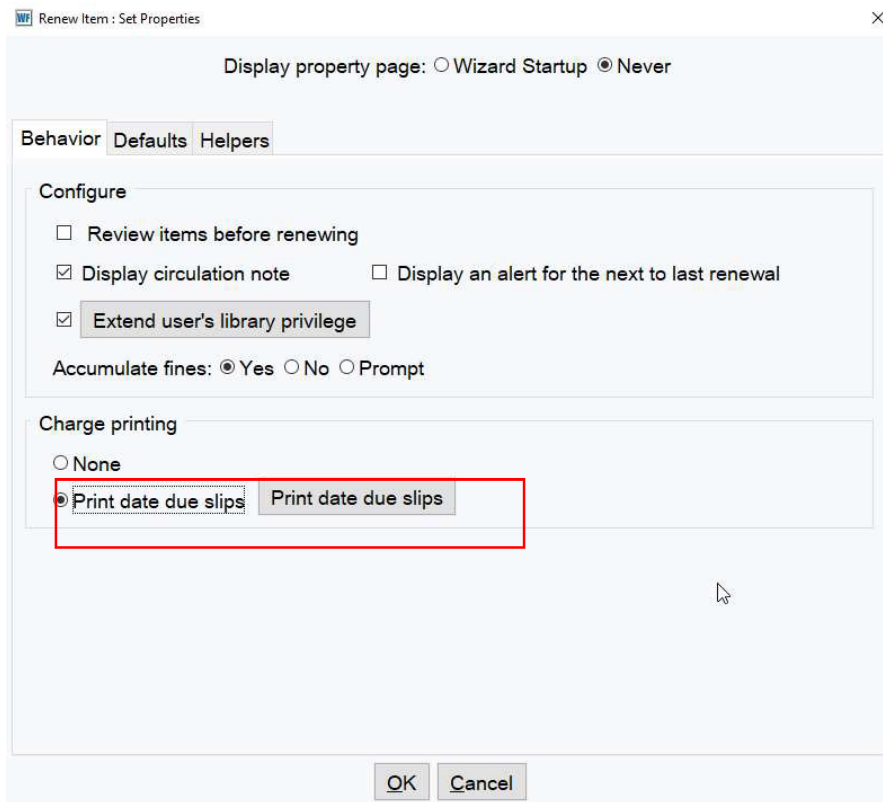 WF Renew Item : Set Properties
Display property page: Wizard Startup Never
Behavior Defaults Helpers
Configure
Review items before renewing
Display circulation note Display an alert for the next to last renewal
Extend user's library privilege
Accumulate fines: Yes No Prompt
Charge printing
None
Print date due slips Print date due slips
OK Cancel